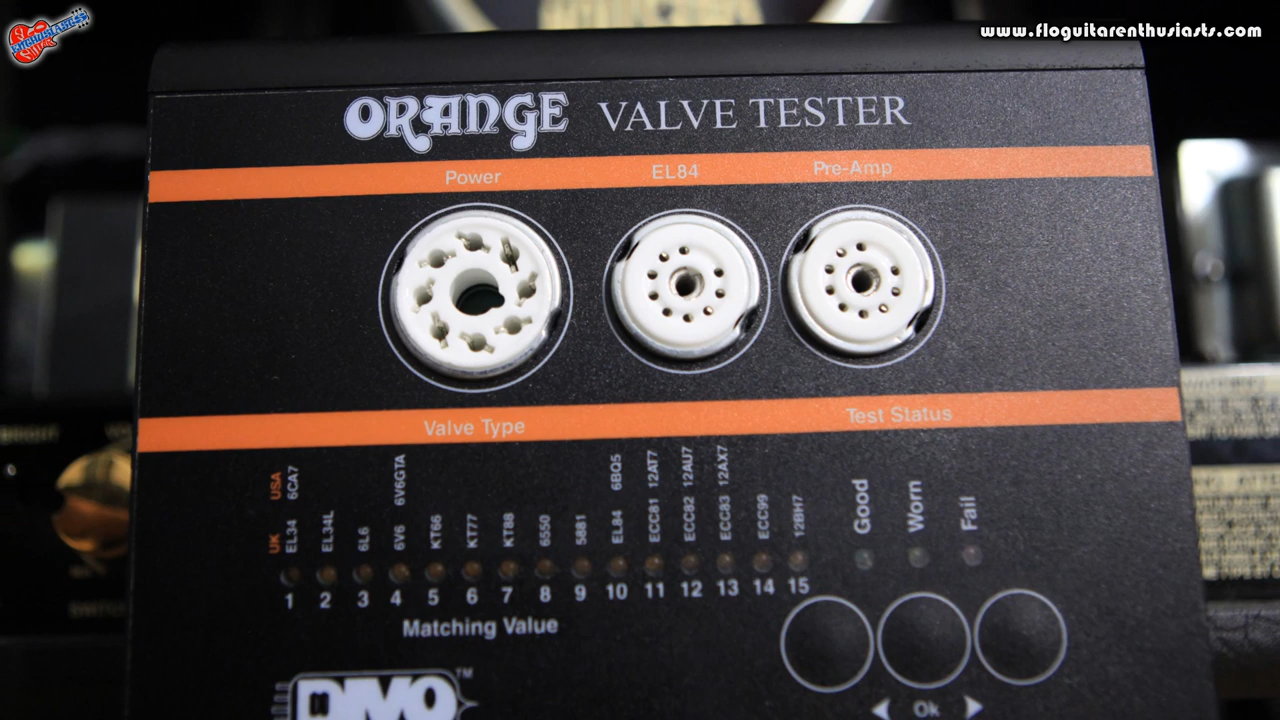 www.floguitarenthusiasts.com
ORANGE VALVE TESTER
Power EL84 Pre-Amp
Valve Type Test Status
USA 6CA7 6V6GTA 6BQ5 12AT7 12AU7 12AX7
UK EL34 EL34L 6L6 6V6 KT66 KT77 KT88 6550 5881 EL84 ECC81 ECC82 ECC83 ECC99 12BH7
Good Worn Fail
1 2 3 4 5 6 7 8 9 10 11 12 13 14 15
Matching Value
DIVO™
Ok